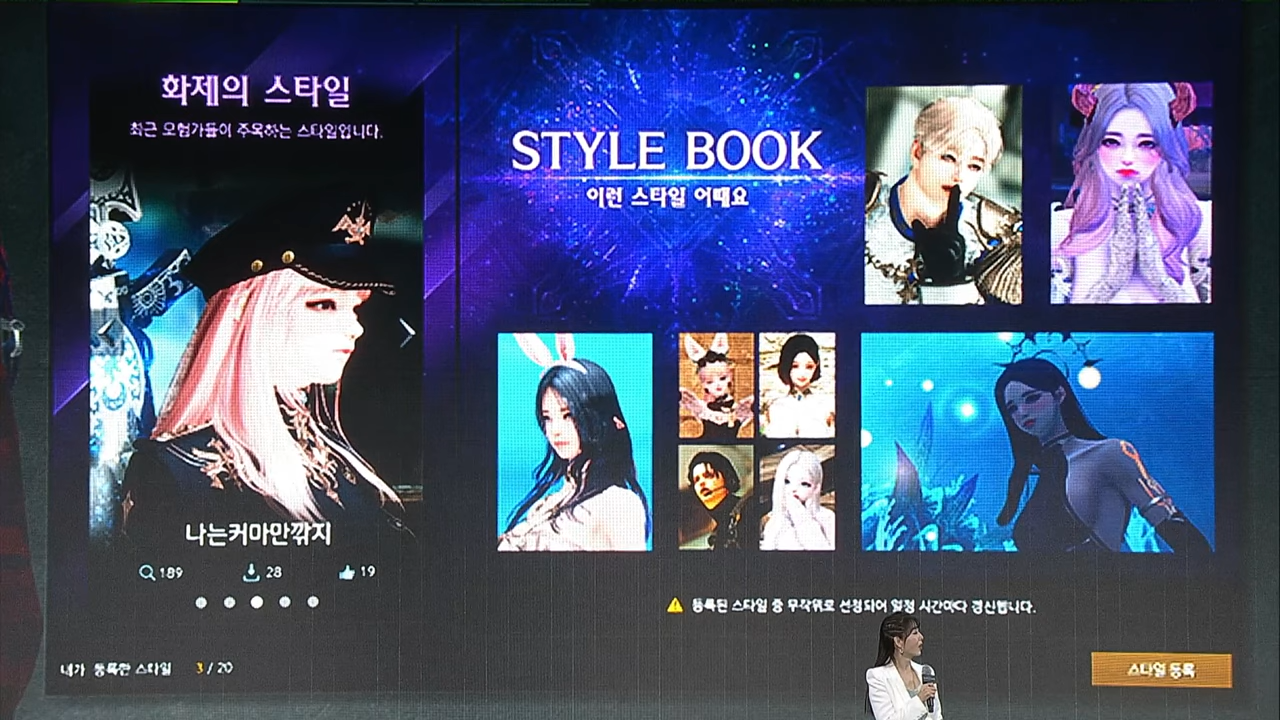 화제의 스타일
최근 모험가들이 주목하는 스타일입니다.
나는커마만깎지
189
28
19
내가 등록한 스타일 3 / 20
STYLE BOOK
이런 스타일 어때요
등록된 스타일 중 무작위로 선정되어 일정 시간마다 갱신됩니다.
스타일 등록